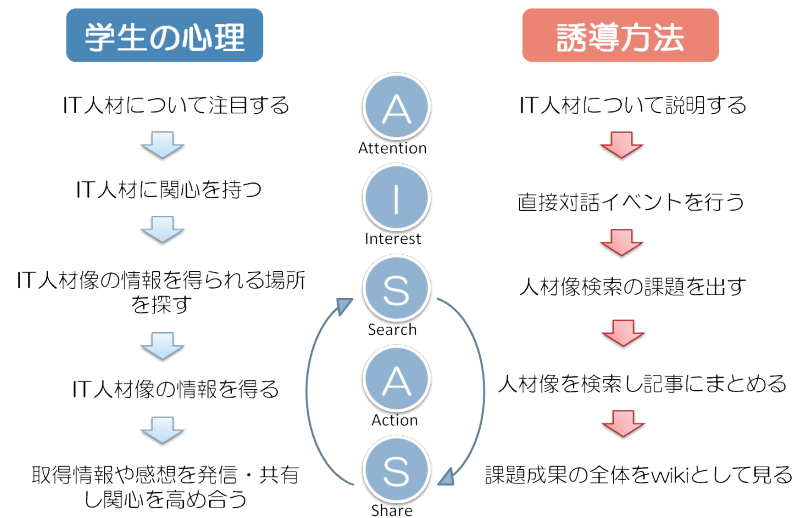 学生の心理
誘導方法
IT人材について注目する
A
Attention
IT人材について説明する
IT人材に関心を持つ
I
Interest
直接対話イベントを行う
IT人材像の情報を得られる場所
を探す
S
Search
人材像検索の課題を出す
IT人材像の情報を得る
A
Action
人材像を検索し記事にまとめる
取得情報や感想を発信・共有
し関心を高め合う
S
Share
課題成果の全体をwikiとして見る